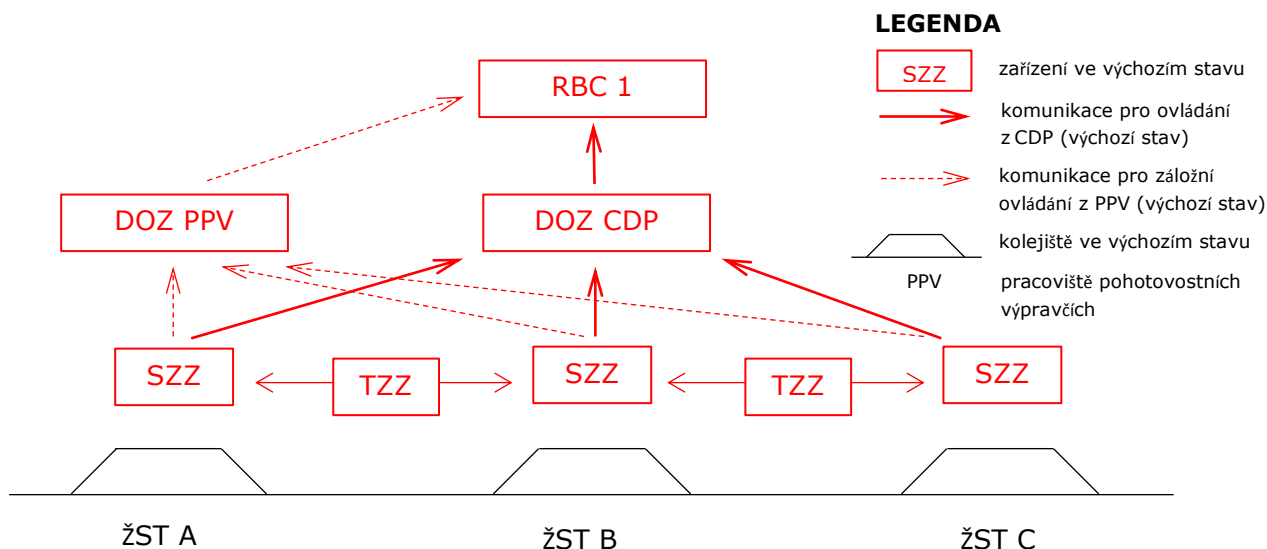 LEGENDA
SZZ
zařízení ve výchozím stavu
komunikace pro ovládání
z CDP (výchozí stav)
komunikace pro záložní
ovládání z PPV (výchozí stav)
kolejiště ve výchozím stavu
PPV
pracoviště pohotovostních
výpravčích
RBC 1
DOZ PPV
DOZ CDP
SZZ
TZZ
SZZ
TZZ
SZZ
ŽST A
ŽST B
ŽST C